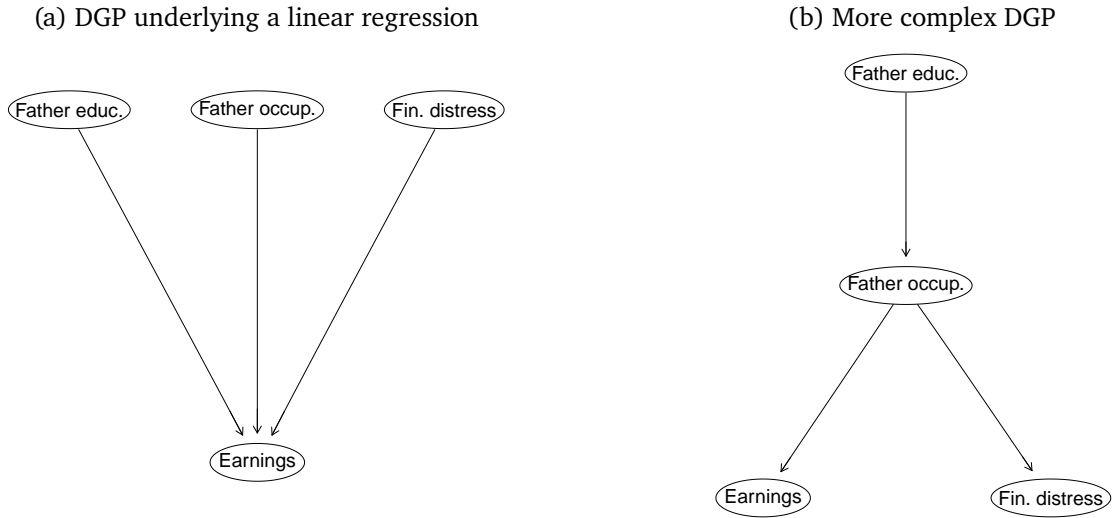 (a) DGP underlying a linear regression
Father educ.
Father occup.
Fin. distress
Earnings
(b) More complex DGP
Father educ.
Father occup.
Earnings
Fin. distress